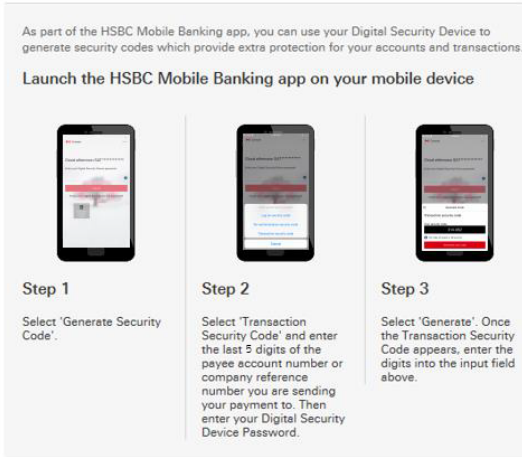 As part of the HSBC Mobile Banking app, you can use your Digital Security Device to
generate security codes which provide extra protection for your accounts and transactions.
Launch the HSBC Mobile Banking app on your mobile device
Step 1
Select 'Generate Security
Code'.
Step 2
Select 'Transaction
Security Code' and enter
the last 5 digits of the
payee account number or
company reference
number you are sending
your payment to. Then
enter your Digital Security
Device Password.
Step 3
Select 'Generate'. Once
the Transaction Security
Code appears, enter the
digits into the input field
above.